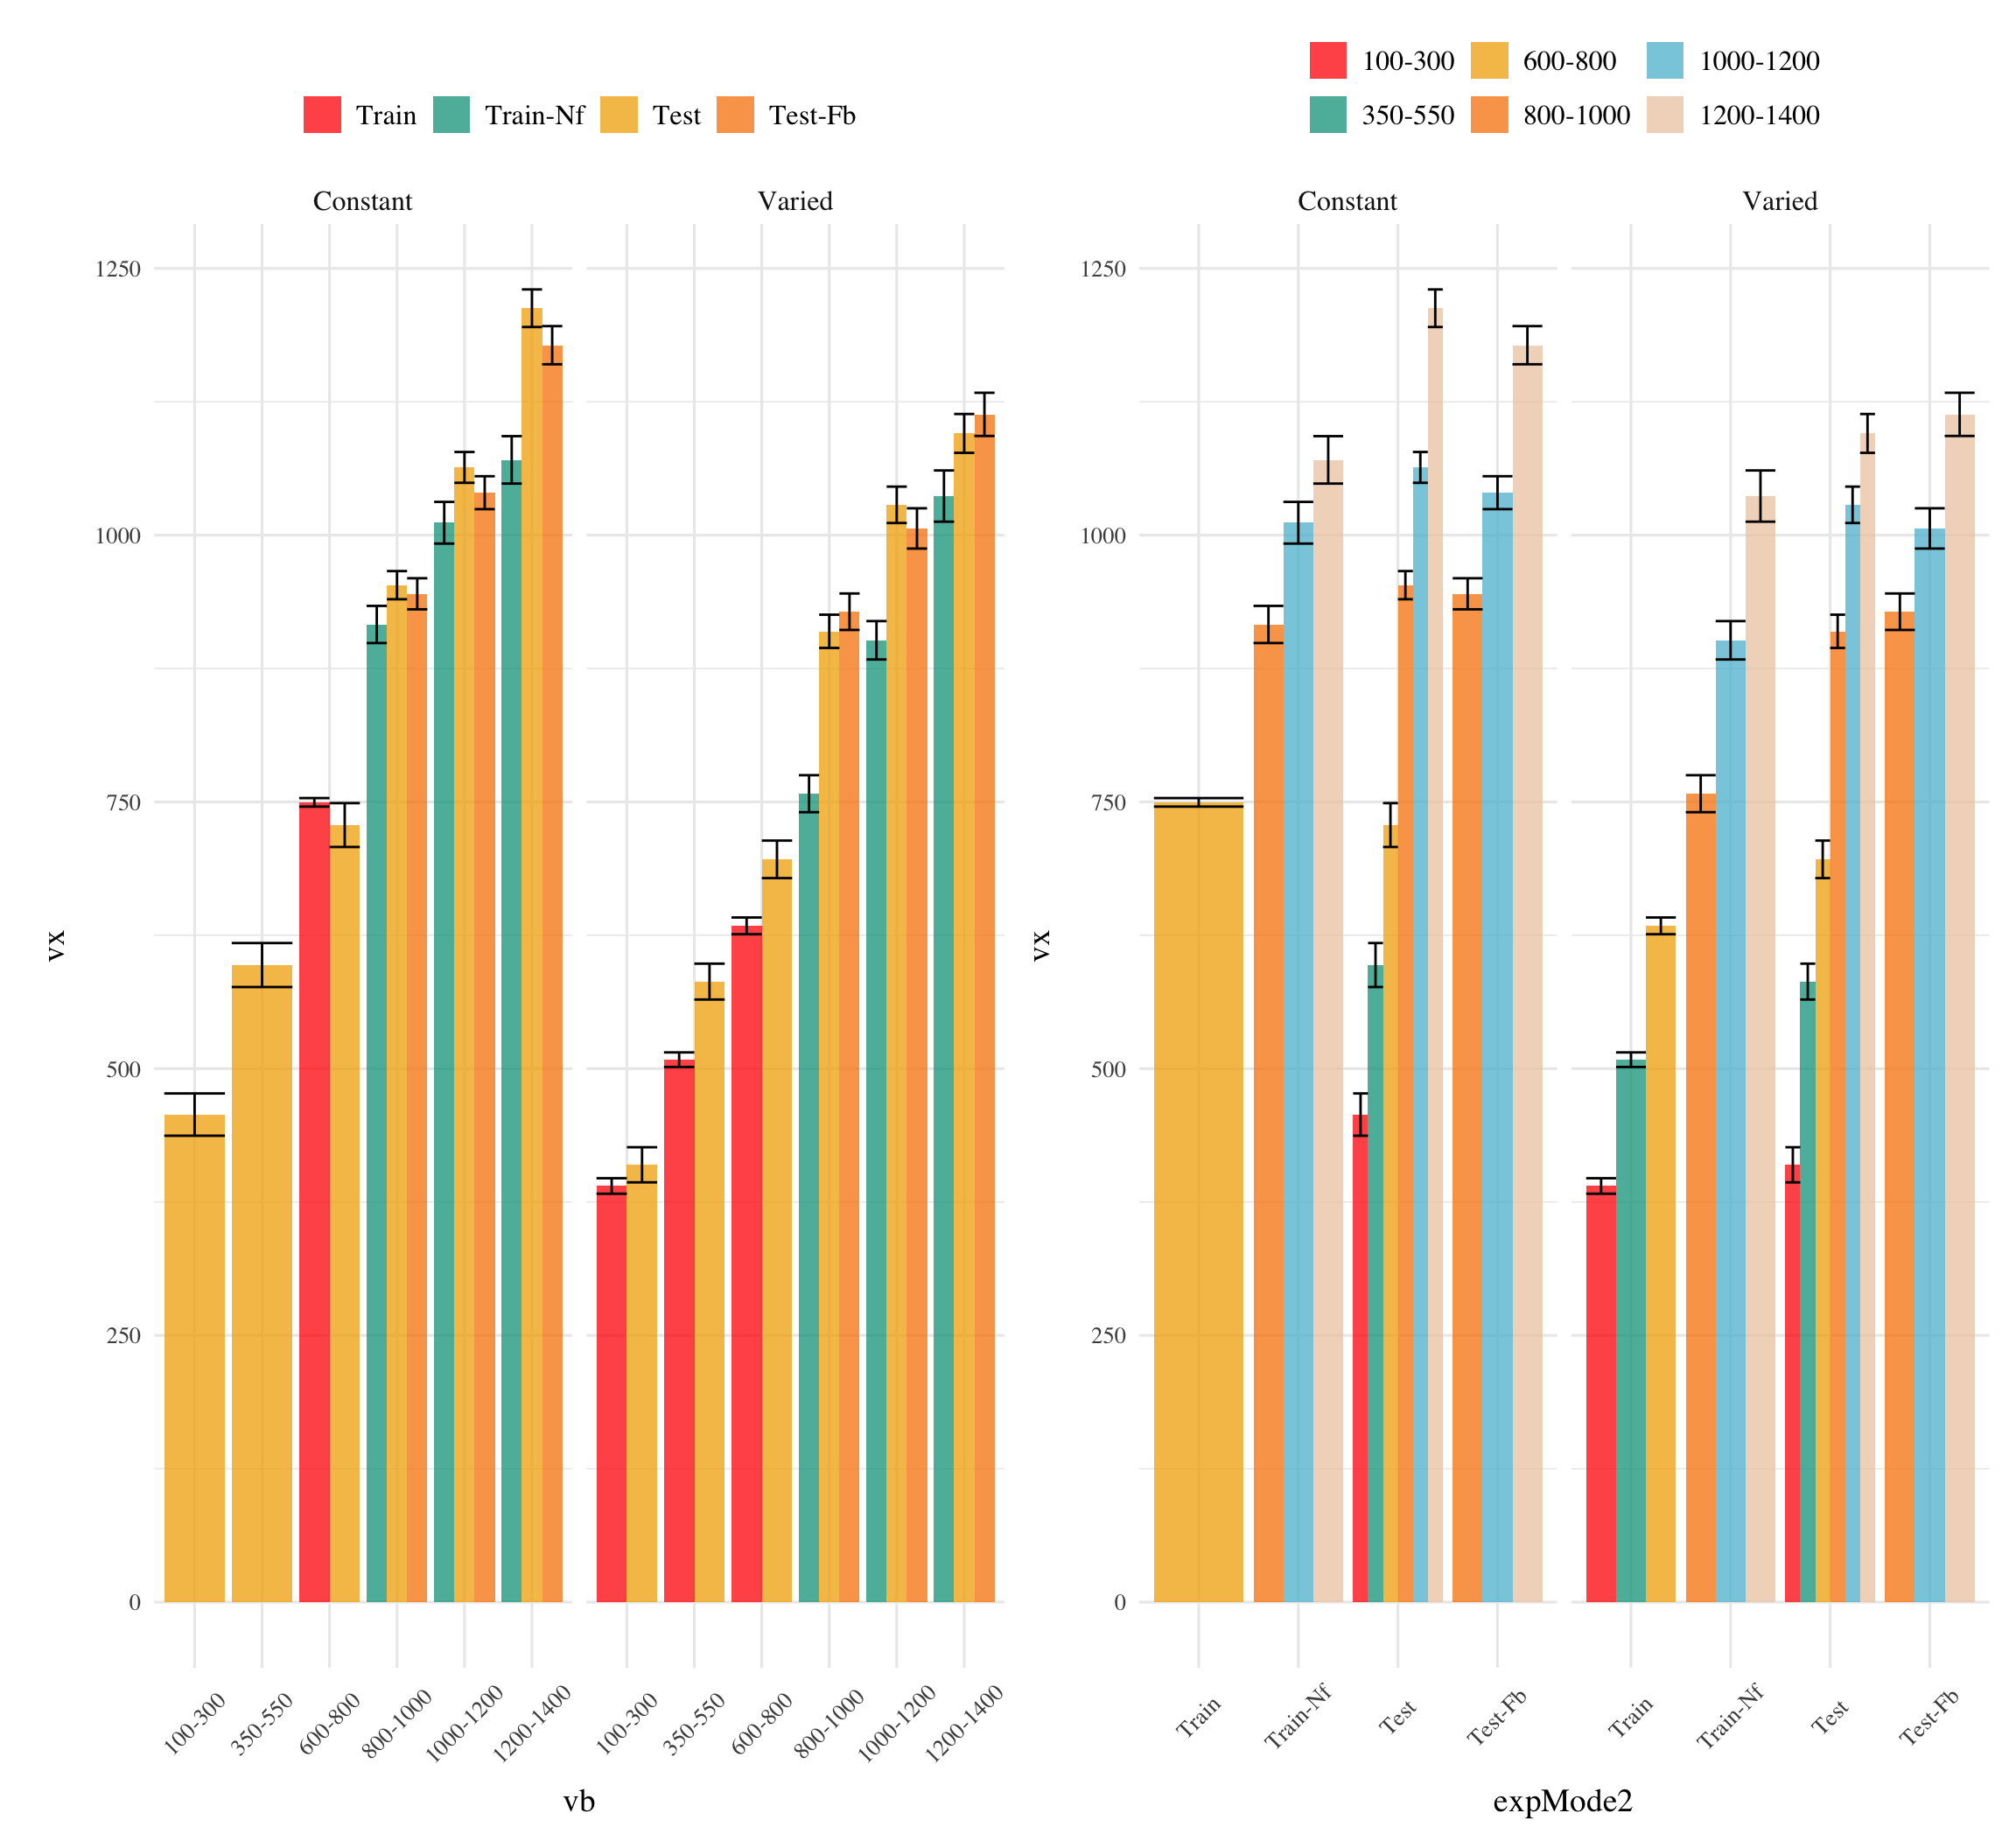 100-300 600-800 1000-1200
Train Train-Nf Test Test-Fb
350-550 800-1000 1200-1400
Constant Varied
Constant Varied
1250
1000
750
500
250
0
vx
100-300 350-550 600-800 800-1000 1000-1200 1200-1400
100-300 350-550 600-800 800-1000 1000-1200 1200-1400
vb
1250
1000
750
500
250
0
vx
Train Train-Nf Test Test-Fb
Train Train-Nf Test Test-Fb
expMode2